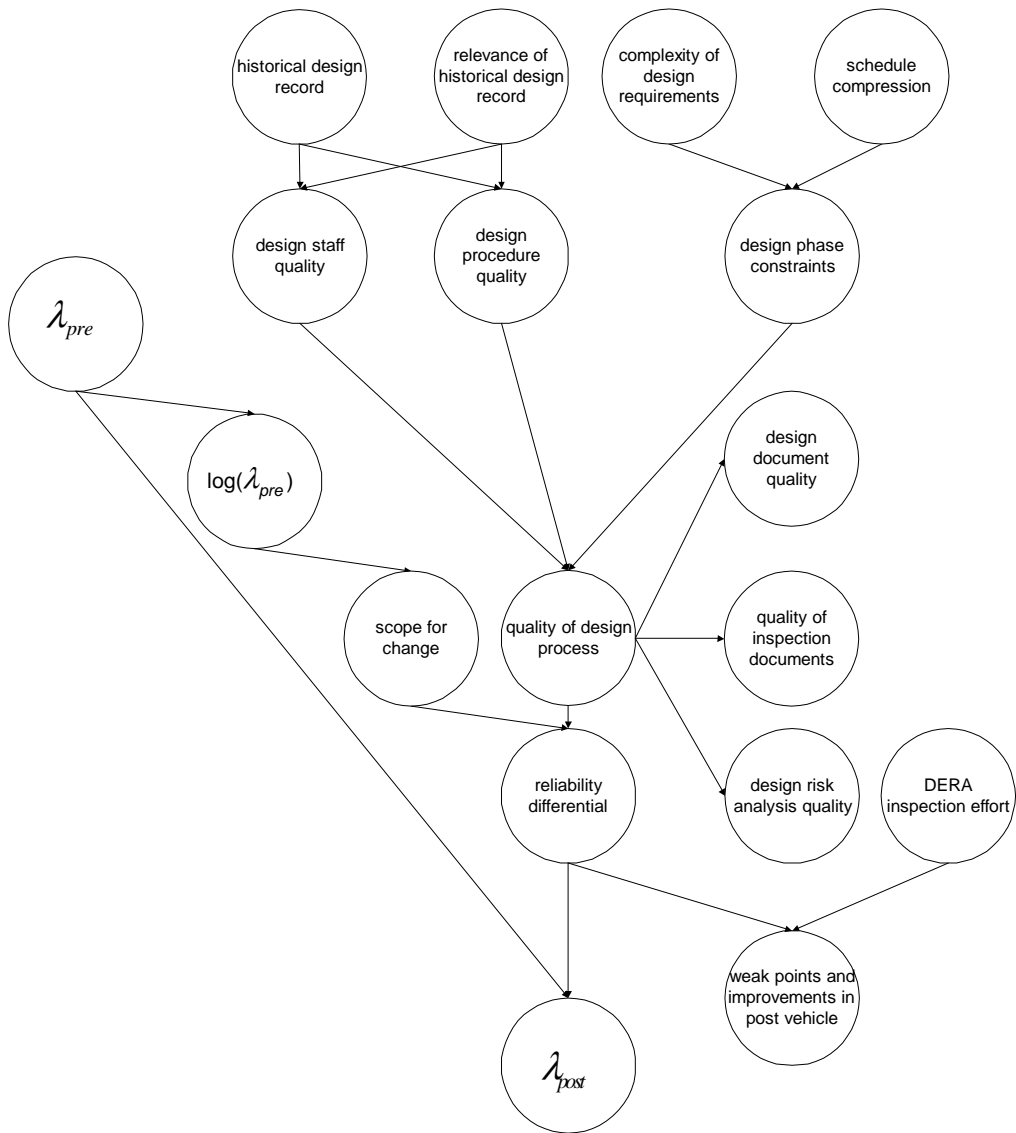 historical design
record
relevance of
historical design
record
complexity of
design
requirements
schedule
compression
design staff
quality
design
procedure
quality
design phase
constraints
λpre
log(λpre)
design
document
quality
scope for
change
quality of design
process
quality of
inspection
documents
reliability
differential
design risk
analysis quality
DERA
inspection effort
weak points and
improvements in
post vehicle
λpost